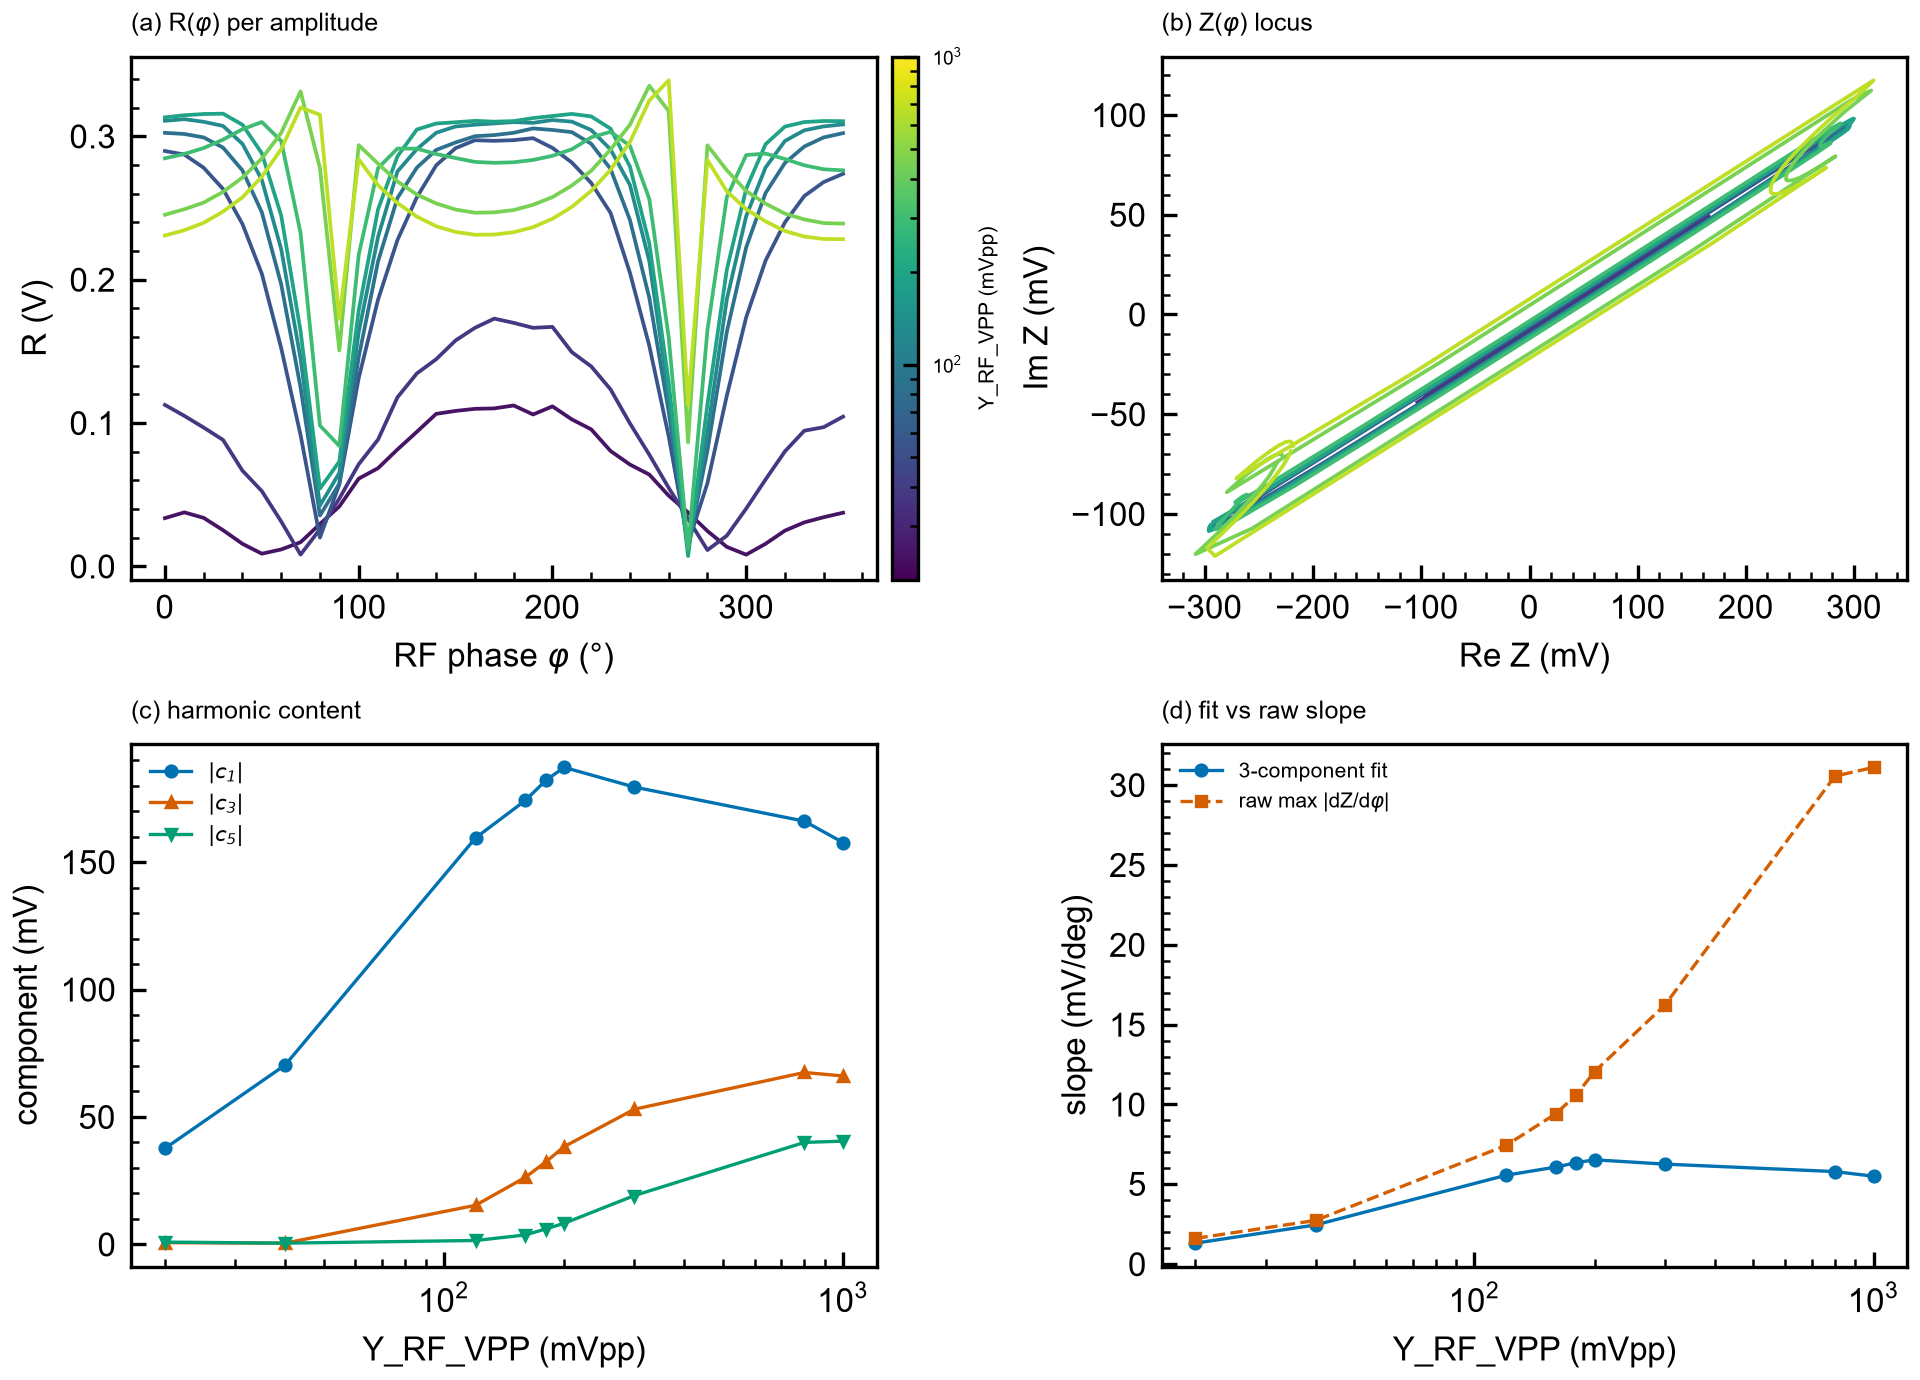 (a) R(φ) per amplitude
R (V)
0.3
0.2
0.1
0.0
0 100 200 300
RF phase φ (°)
10³
10²
Y_RF_VPP (mVpp)
(b) Z(φ) locus
Im Z (mV)
100
50
0
−50
−100
−300 −200 −100 0 100 200 300
Re Z (mV)
(c) harmonic content
|c₁|
|c₃|
|c₅|
component (mV)
150
100
50
0
10² 10³
Y_RF_VPP (mVpp)
(d) fit vs raw slope
3-component fit
raw max |dZ/dφ|
slope (mV/deg)
30
25
20
15
10
5
0
10² 10³
Y_RF_VPP (mVpp)